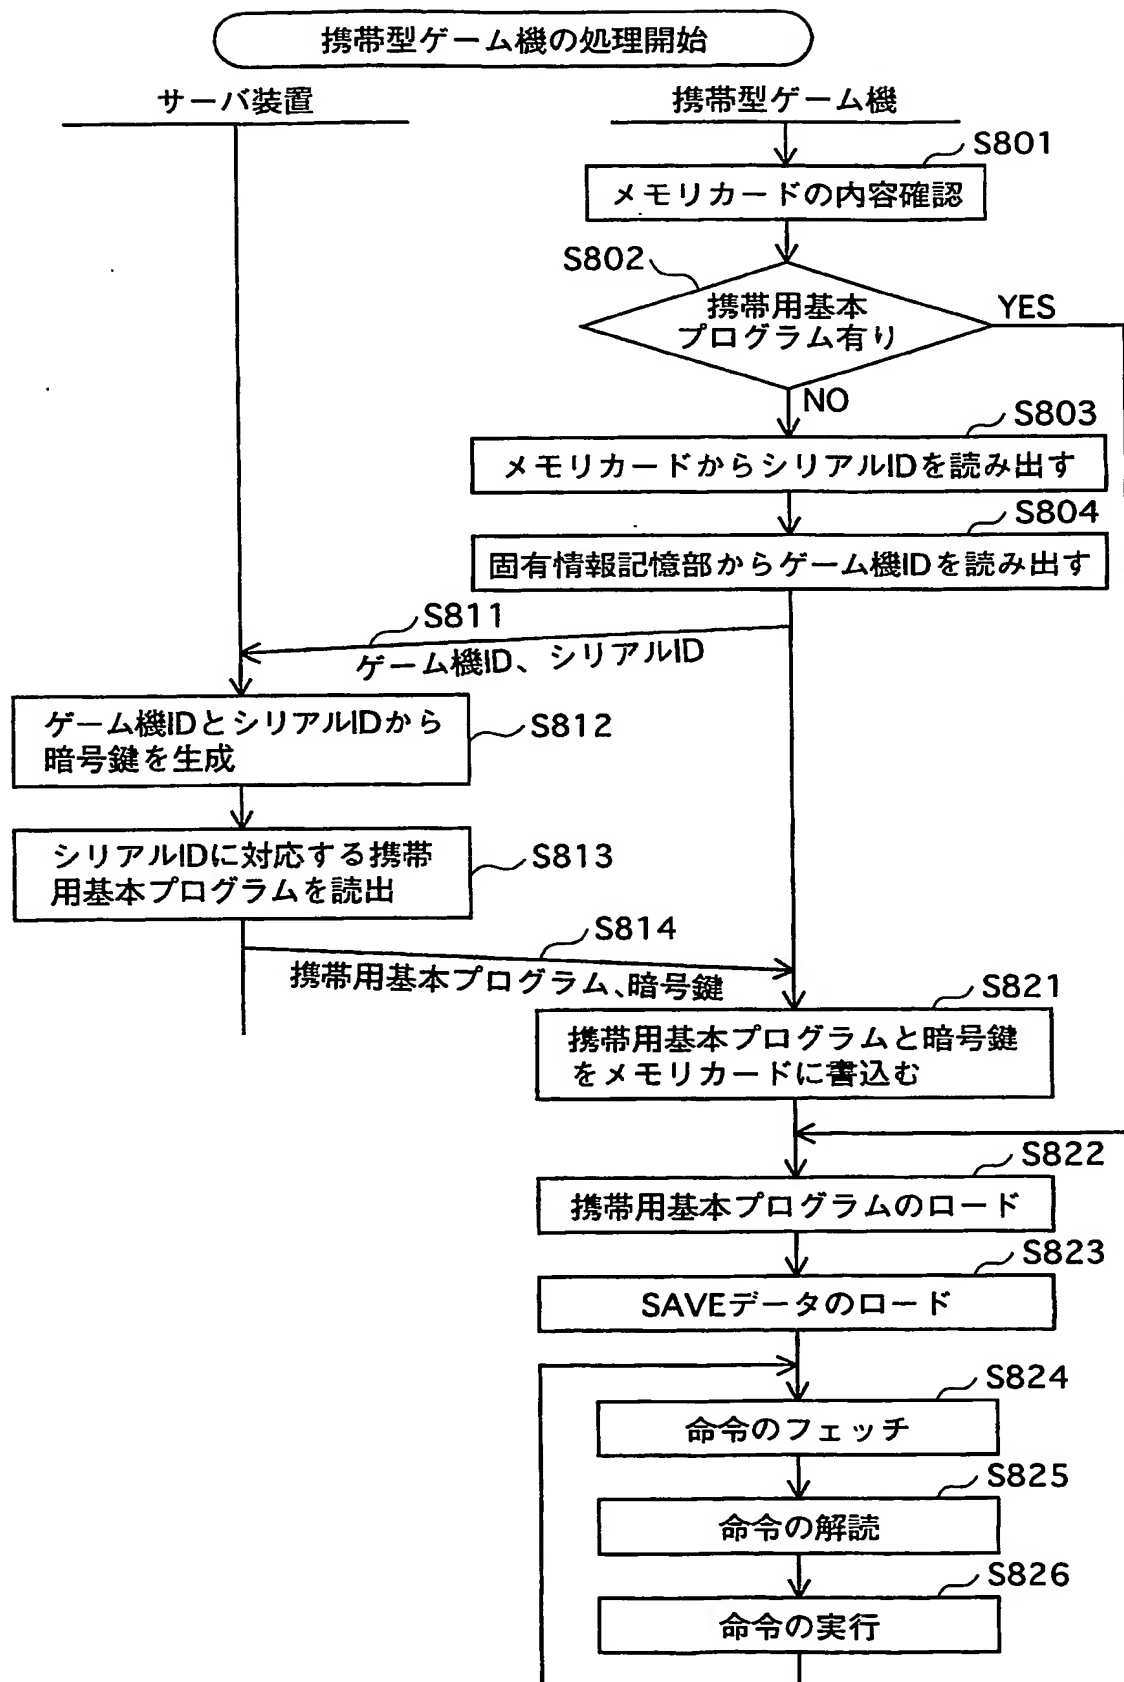 携帯型ゲーム機の処理開始
サーバ装置
携帯型ゲーム機
S801
メモリカードの内容確認
S802
携帯用基本
プログラム有り
YES
NO
S803
メモリカードからシリアルIDを読み出す
S804
固有情報記憶部からゲーム機IDを読み出す
S811
ゲーム機ID、シリアルID
ゲーム機IDとシリアルIDから
暗号鍵を生成
S812
シリアルIDに対応する携帯
用基本プログラムを読出
S813
S814
携帯用基本プログラム、暗号鍵
S821
携帯用基本プログラムと暗号鍵
をメモリカードに書込む
S822
携帯用基本プログラムのロード
S823
SAVEデータのロード
S824
命令のフェッチ
S825
命令の解読
S826
命令の実行